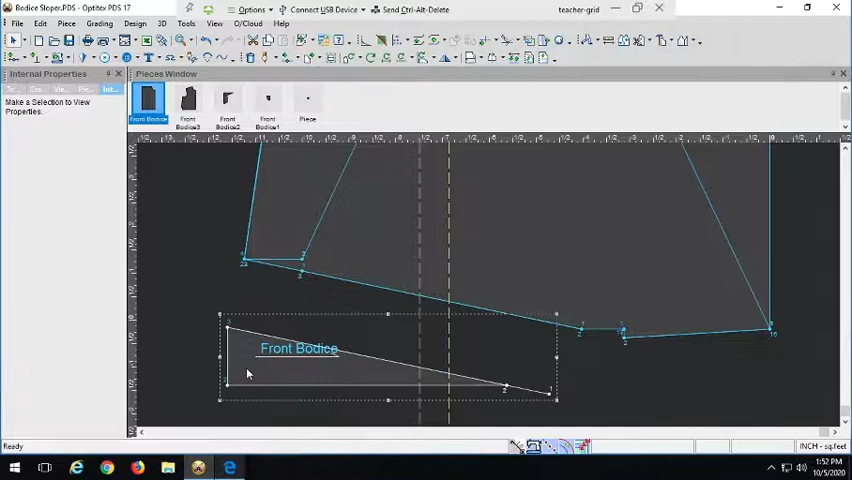 Bodice Sloper.PDS - Optitex PDS 17
Options
Connect USB Device
Send Ctrl-Alt-Delete
teacher-grid
File Edit Piece Grading Design 3D Tools View O/Cloud Help
Internal Properties
Pieces Window
Make a Selection to View
Properties.
Front Bodice
Front
Bodice3
Front
Bodice2
Front
Bodice1
Piece
Front Bodice
Ready
INCH - sq.feet
1:52 PM
10/5/2020